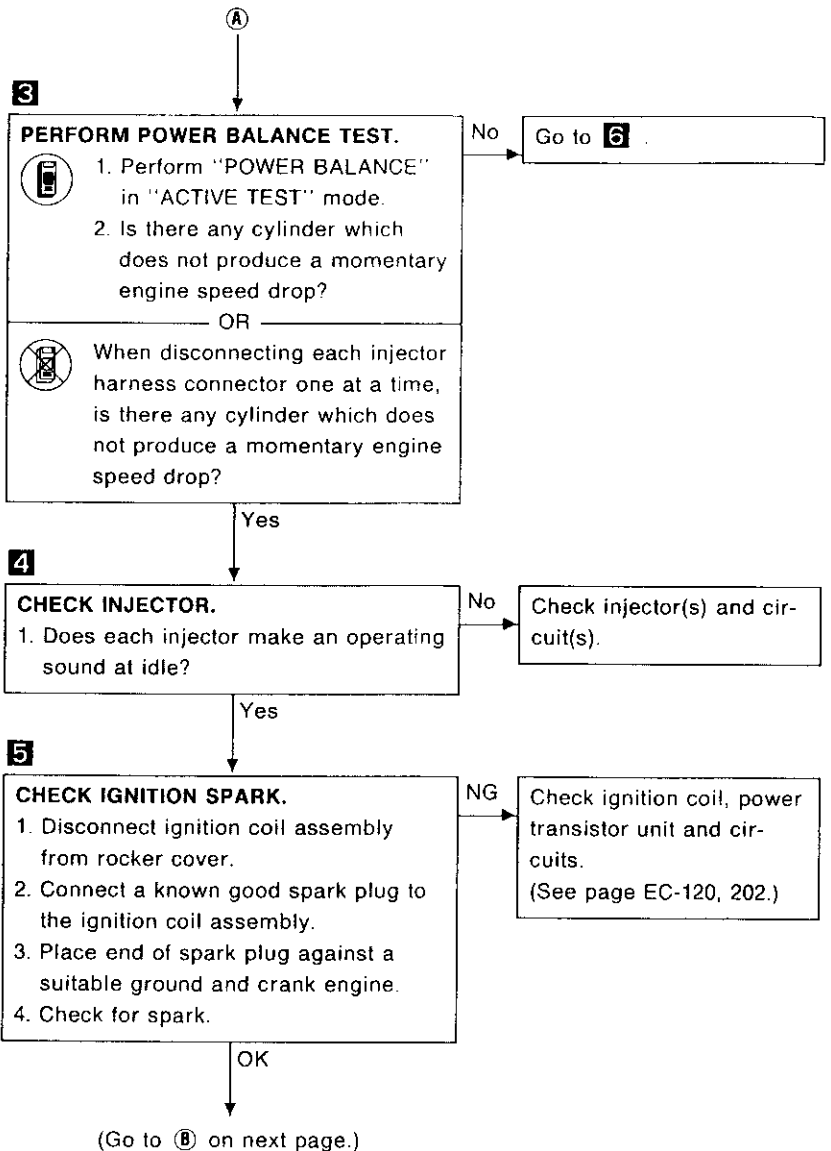 Ⓐ
3
PERFORM POWER BALANCE TEST.
1. Perform "POWER BALANCE"
in "ACTIVE TEST" mode.
2. Is there any cylinder which
does not produce a momentary
engine speed drop?
OR
When disconnecting each injector
harness connector one at a time,
is there any cylinder which does
not produce a momentary engine
speed drop?
No
Go to 6 .
Yes
4
CHECK INJECTOR.
1. Does each injector make an operating
sound at idle?
No
Check injector(s) and cir-
cuit(s).
Yes
5
CHECK IGNITION SPARK.
1. Disconnect ignition coil assembly
from rocker cover.
2. Connect a known good spark plug to
the ignition coil assembly.
3. Place end of spark plug against a
suitable ground and crank engine.
4. Check for spark.
NG
Check ignition coil, power
transistor unit and cir-
cuits.
(See page EC-120, 202.)
OK
(Go to Ⓑ on next page.)